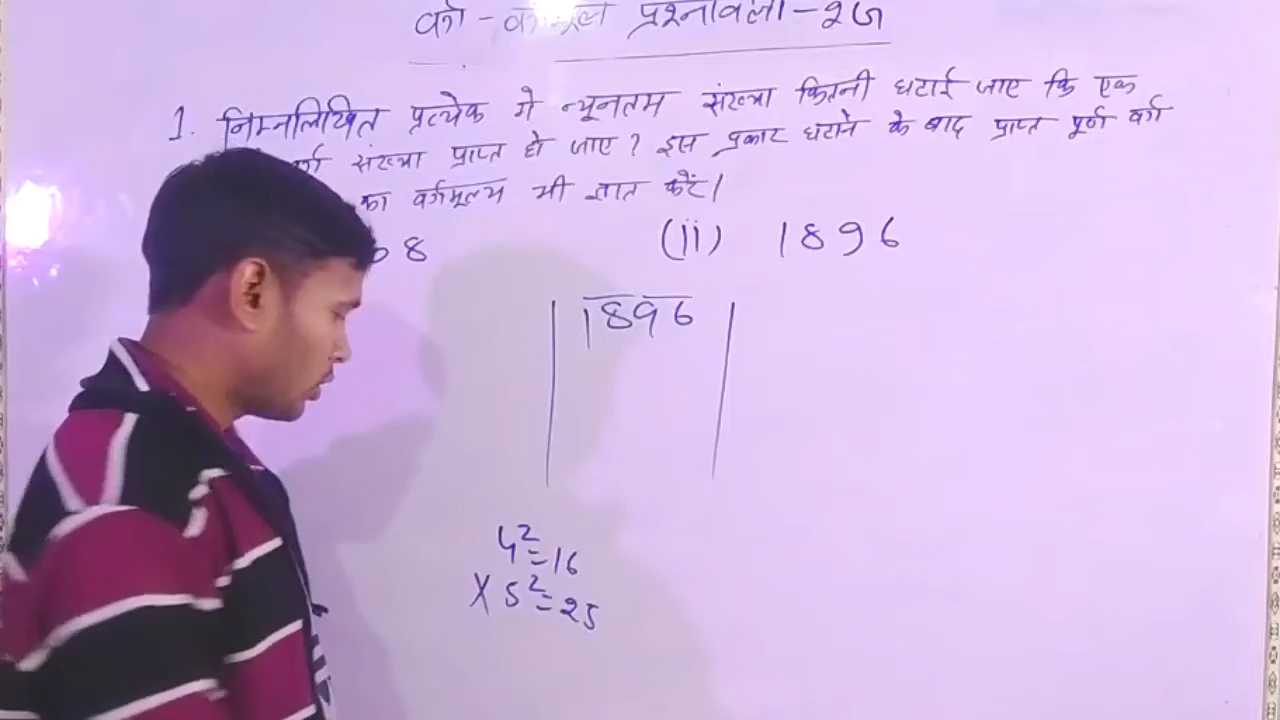 प्रश्नावली-2G
1. निम्नलिखित प्रत्येक में न्यूनतम संख्या कितनी घटाई जाए कि एक
संख्या प्राप्त हो जाए? इस प्रकार घटाने के बाद प्राप्त पूर्ण वर्ग
का वर्गमूल्य भी ज्ञात करें।
8 (ii) 1896
1896
4²=16
X 5²=25